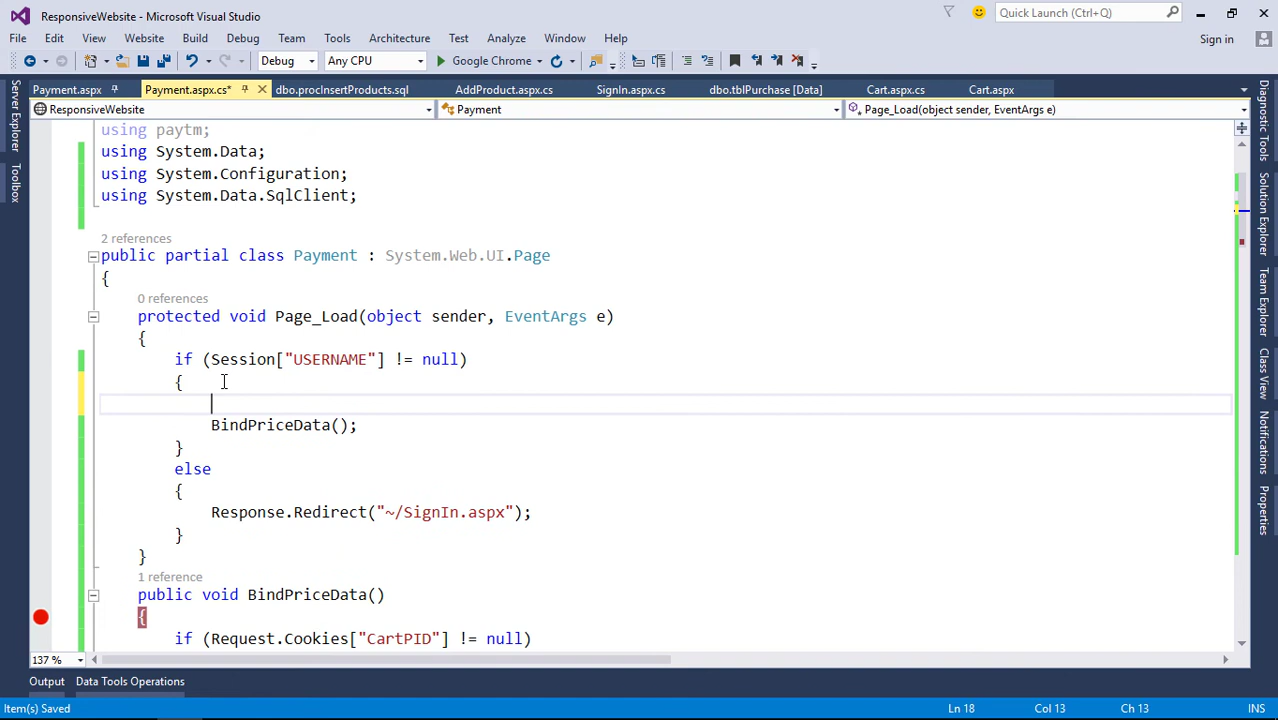 ResponsiveWebsite - Microsoft Visual Studio
Quick Launch (Ctrl+Q)
File Edit View Website Build Debug Team Tools Architecture Test Analyze Window Help
Sign in
Debug Any CPU Google Chrome
Payment.aspx Payment.aspx.cs* dbo.procInsertProducts.sql AddProduct.aspx.cs SignIn.aspx.cs dbo.tblPurchase [Data] Cart.aspx.cs Cart.aspx
ResponsiveWebsite Payment Page_Load(object sender, EventArgs e)
Server Explorer
Toolbox
using paytm;
using System.Data;
using System.Configuration;
using System.Data.SqlClient;
2 references
public partial class Payment : System.Web.UI.Page
{
0 references
protected void Page_Load(object sender, EventArgs e)
{
if (Session["USERNAME"] != null)
{
BindPriceData();
}
else
{
Response.Redirect("~/SignIn.aspx");
}
}
1 reference
public void BindPriceData()
{
if (Request.Cookies["CartPID"] != null)
Diagnostic Tools
Solution Explorer
Team Explorer
Class View
Notifications
Properties
137 %
Output Data Tools Operations
Item(s) Saved Ln 18 Col 13 Ch 13 INS